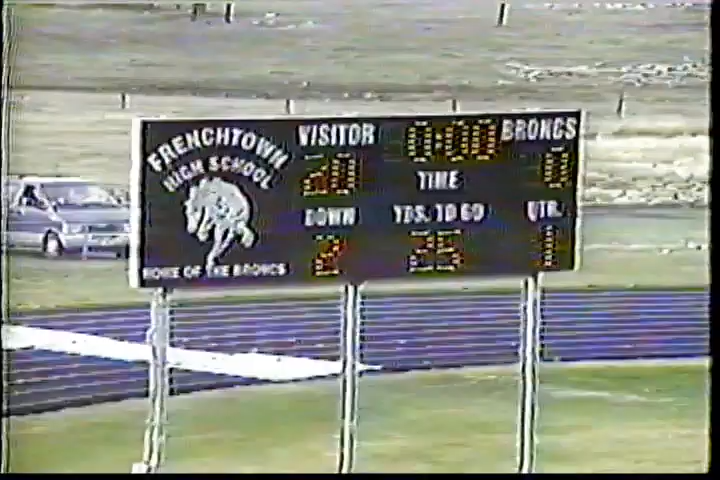 FRENCHTOWN
HIGH SCHOOL
HOME OF THE BRONCS
VISITOR 0:00 BRONCS
20 TIME 0
DOWN YDS. TO GO QTR.
2 25 1